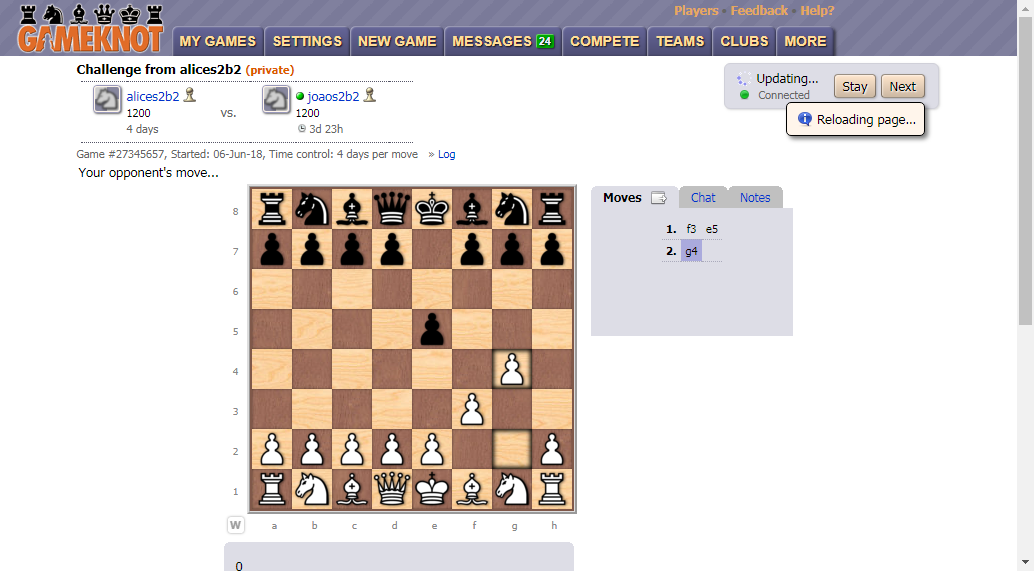 Players · Feedback · Help?
GAMEKNOT
MY GAMES SETTINGS NEW GAME MESSAGES 24 COMPETE TEAMS CLUBS MORE
Challenge from alices2b2 (private)
alices2b2 vs. joaos2b2
1200 1200
4 days 3d 23h
Updating... Stay Next
Connected
Reloading page...
Game #27345657, Started: 06-Jun-18, Time control: 4 days per move » Log
Your opponent's move...
Moves Chat Notes
1. f3 e5
2. g4
8
7
6
5
4
3
2
1
W a b c d e f g h
0